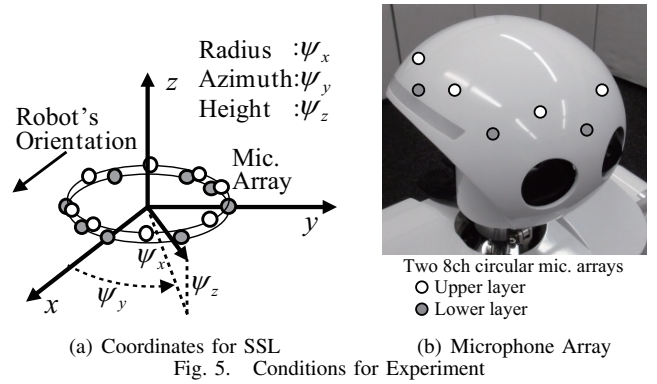 Radius :ψx
Azimuth:ψy
Height :ψz
z
Robot's
Orientation
Mic.
Array
y
ψx
ψy
ψz
x
Two 8ch circular mic. arrays
Upper layer
Lower layer
(a) Coordinates for SSL
(b) Microphone Array
Fig. 5. Conditions for Experiment